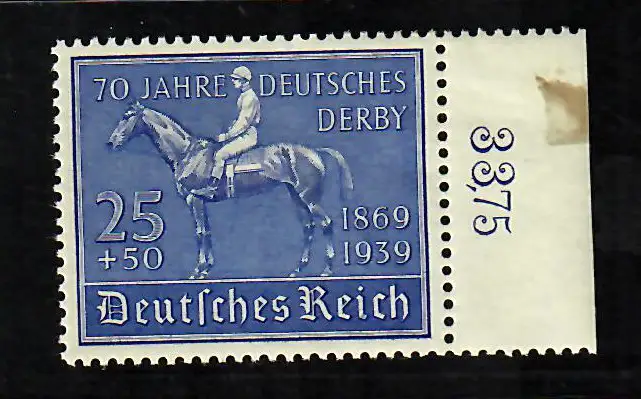 70 JAHRE DEUTSCHES
DERBY
25
+50
1869
1939
Deutſches Reich
33,75